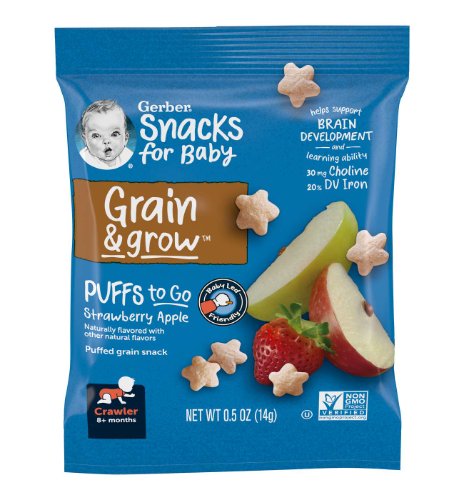 Gerber®
Snacks
for Baby
helps support
BRAIN
DEVELOPMENT
and
learning ability
30 mg Choline
20% DV Iron
Grain
& grow™
PUFFS to Go
Strawberry Apple
Naturally flavored with
other natural flavors
Puffed grain snack
Baby Led
Friendly
Crawler
8+ months
NET WT 0.5 OZ (14g)
U
NON
GMO
Project
VERIFIED
nongmoproject.org